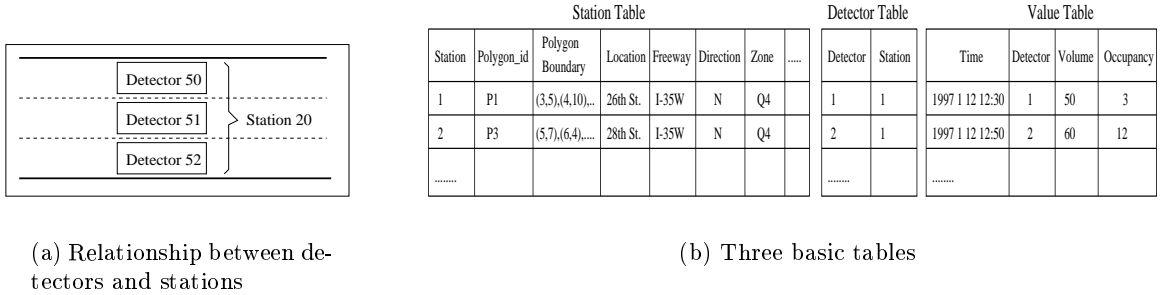 Detector 50
Detector 51
Detector 52
Station 20
Station Table
Station Polygon_id Polygon Boundary Location Freeway Direction Zone .....
1 P1 (3,5),(4,10),.. 26th St. I-35W N Q4
2 P3 (5,7),(6,4),.... 28th St. I-35W N Q4
........
Detector Table
Detector Station
1 1
2 1
........
Value Table
Time Detector Volume Occupancy
1997 1 12 12:30 1 50 3
1997 1 12 12:50 2 60 12
........
(a) Relationship between de-
tectors and stations
(b) Three basic tables